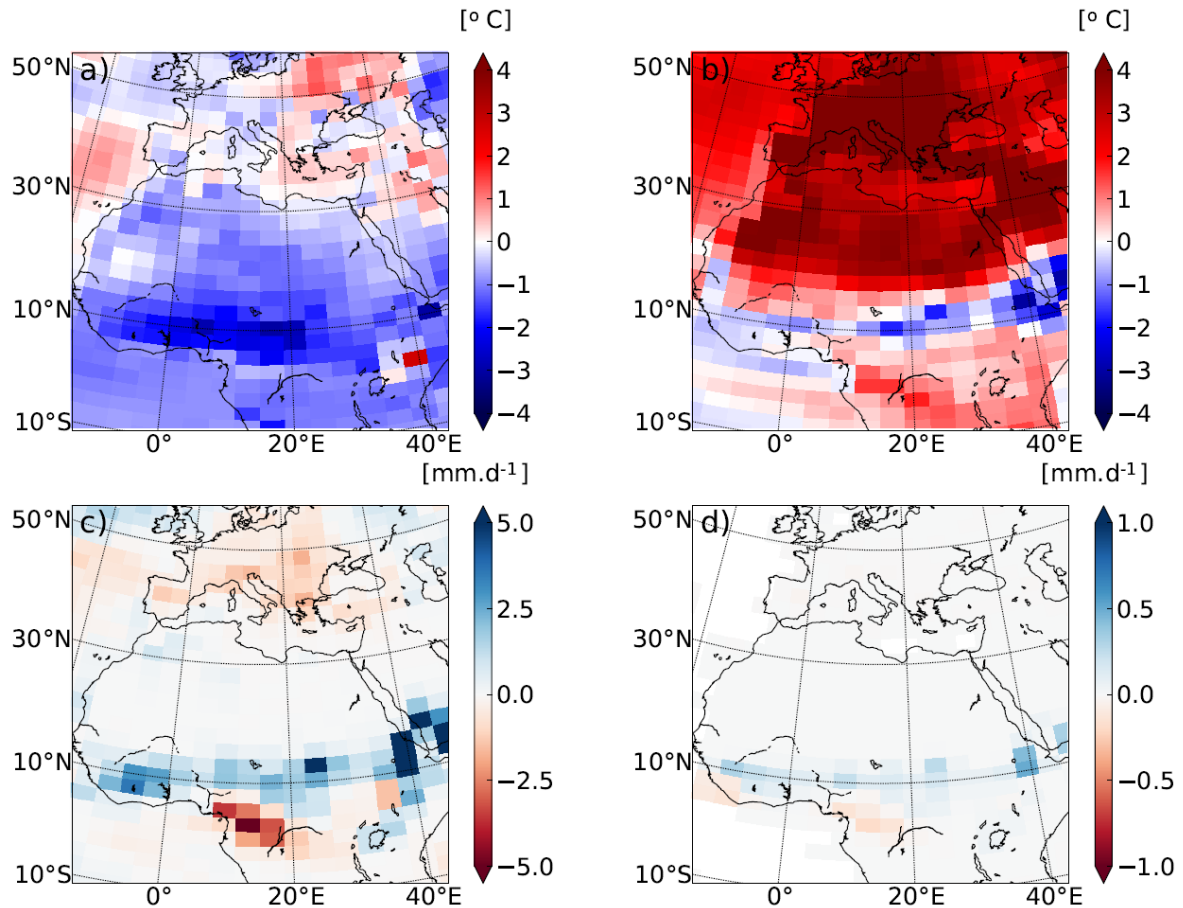 [° C] [° C]
a) b)
50°N 50°N
30°N 30°N
10°N 10°N
10°S 10°S
4 4
3 3
2 2
1 1
0 0
−1 −1
−2 −2
−3 −3
−4 −4
0 20°E 40°E 0° 20°E 40°E
[mm.d-1] [mm.d-1]
c) d)
50°N 50°N
30°N 30°N
10°N 10°N
10°S 10°S
5.0 1.0
2.5 0.5
0.0 0.0
−2.5 −0.5
−5.0 −1.0
0° 20°E 40°E 0° 20°E 40°E